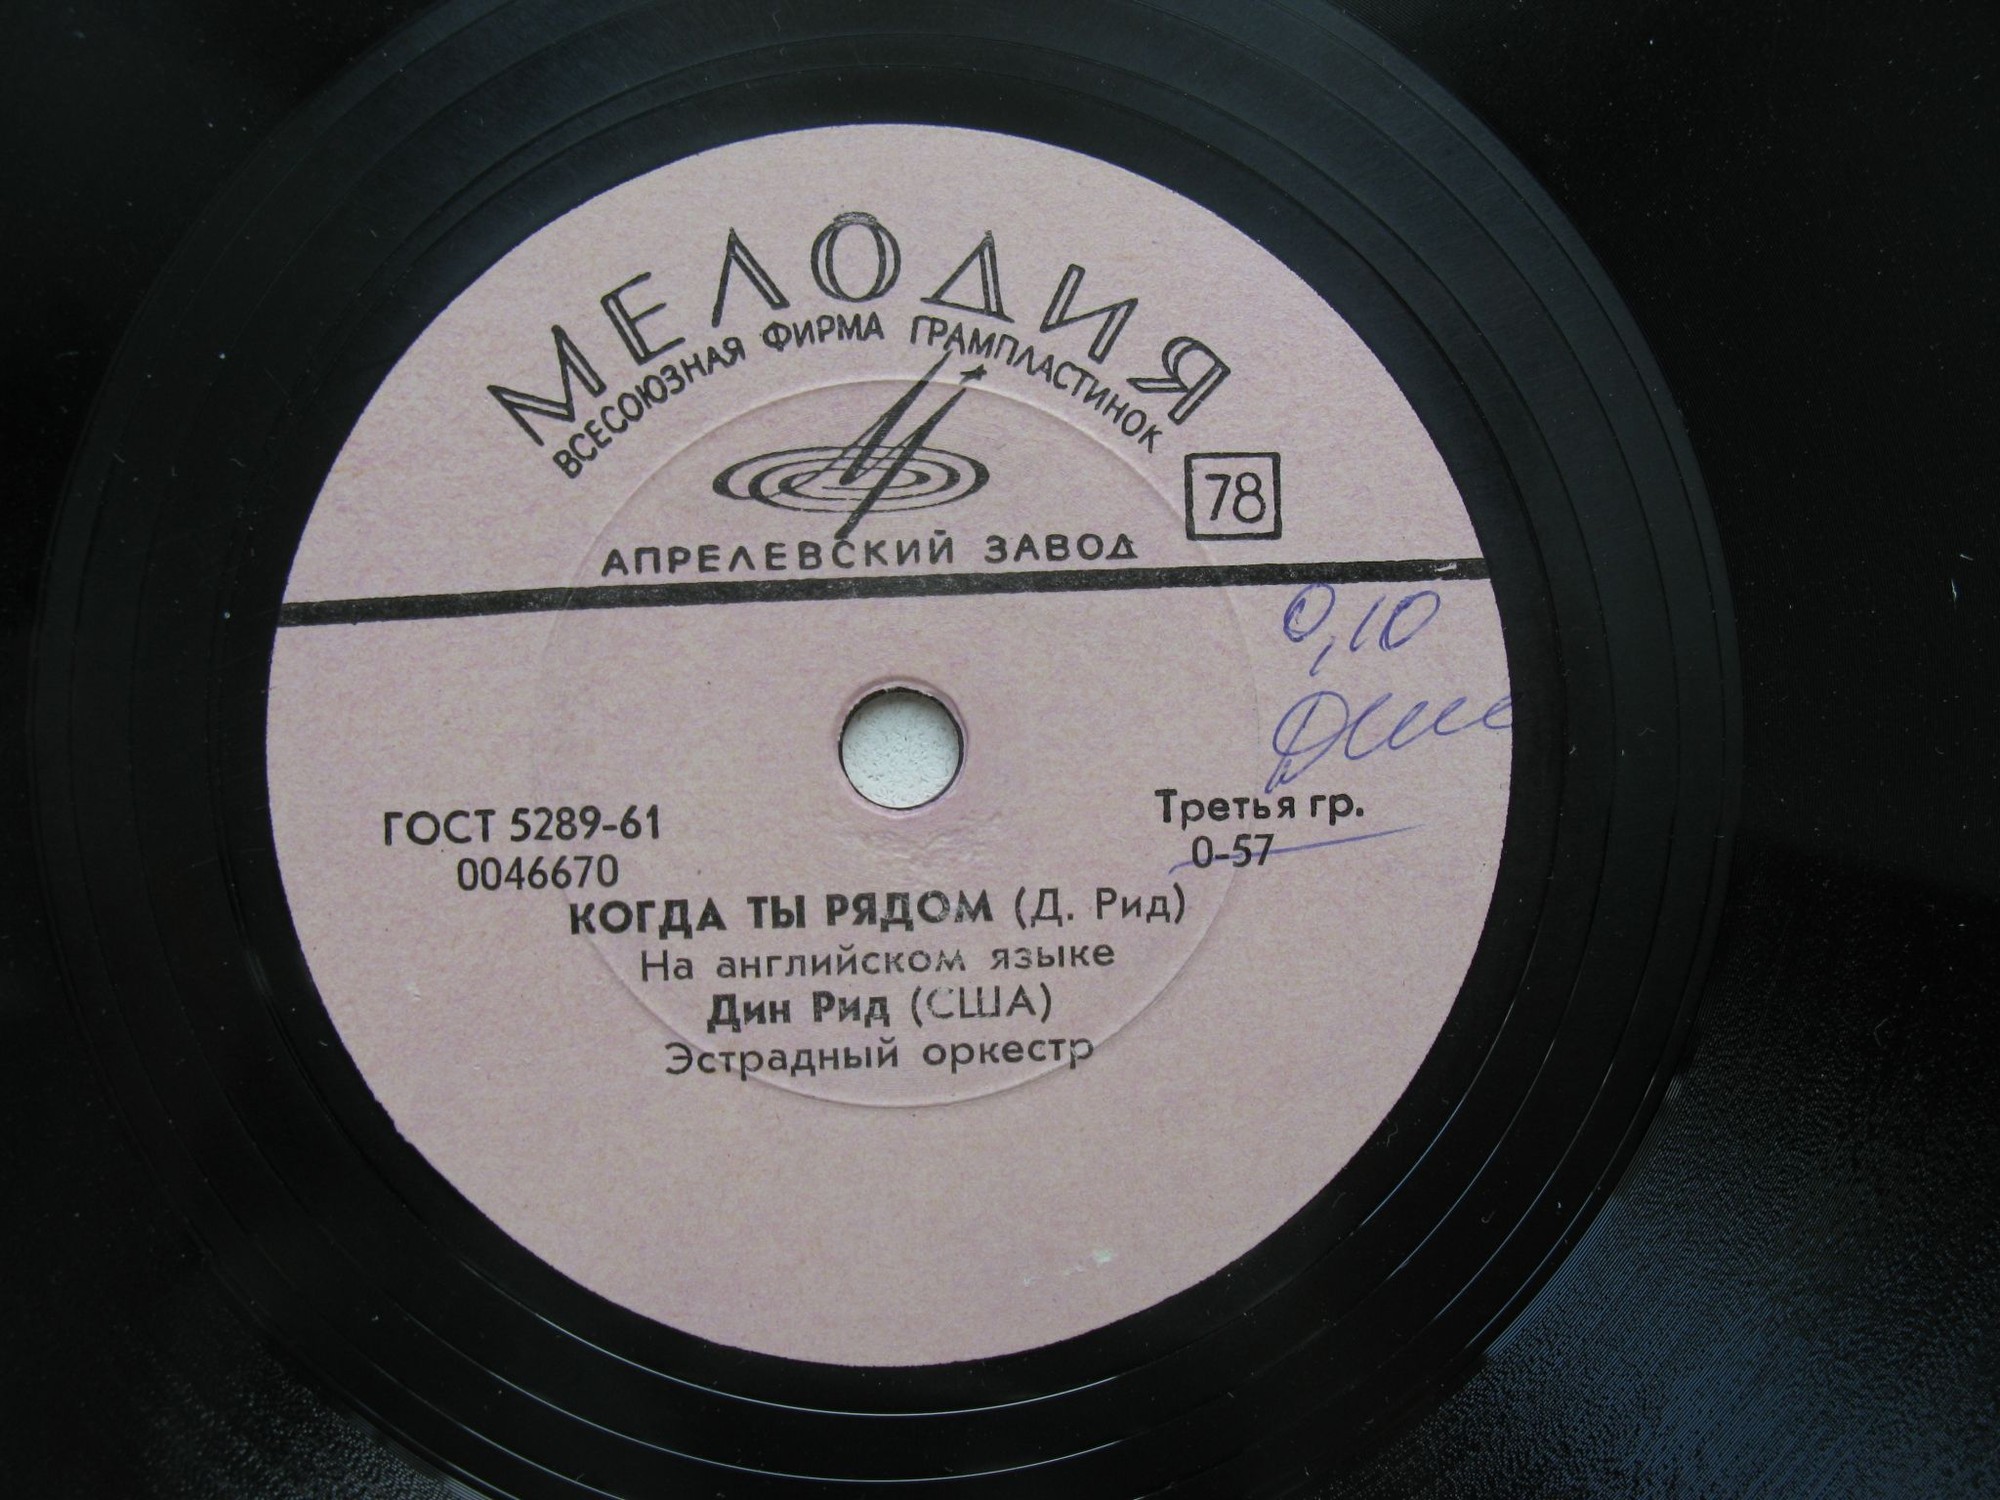 МЕЛОДИЯ
ВСЕСОЮЗНАЯ ФИРМА ГРАМПЛАСТИНОК
78
АПРЕЛЕВСКИЙ ЗАВОД
0,10
ГОСТ 5289-61
0046670
Третья гр.
0-57
КОГДА ТЫ РЯДОМ (Д. Рид)
На английском языке
Дин Рид (США)
Эстрадный оркестр